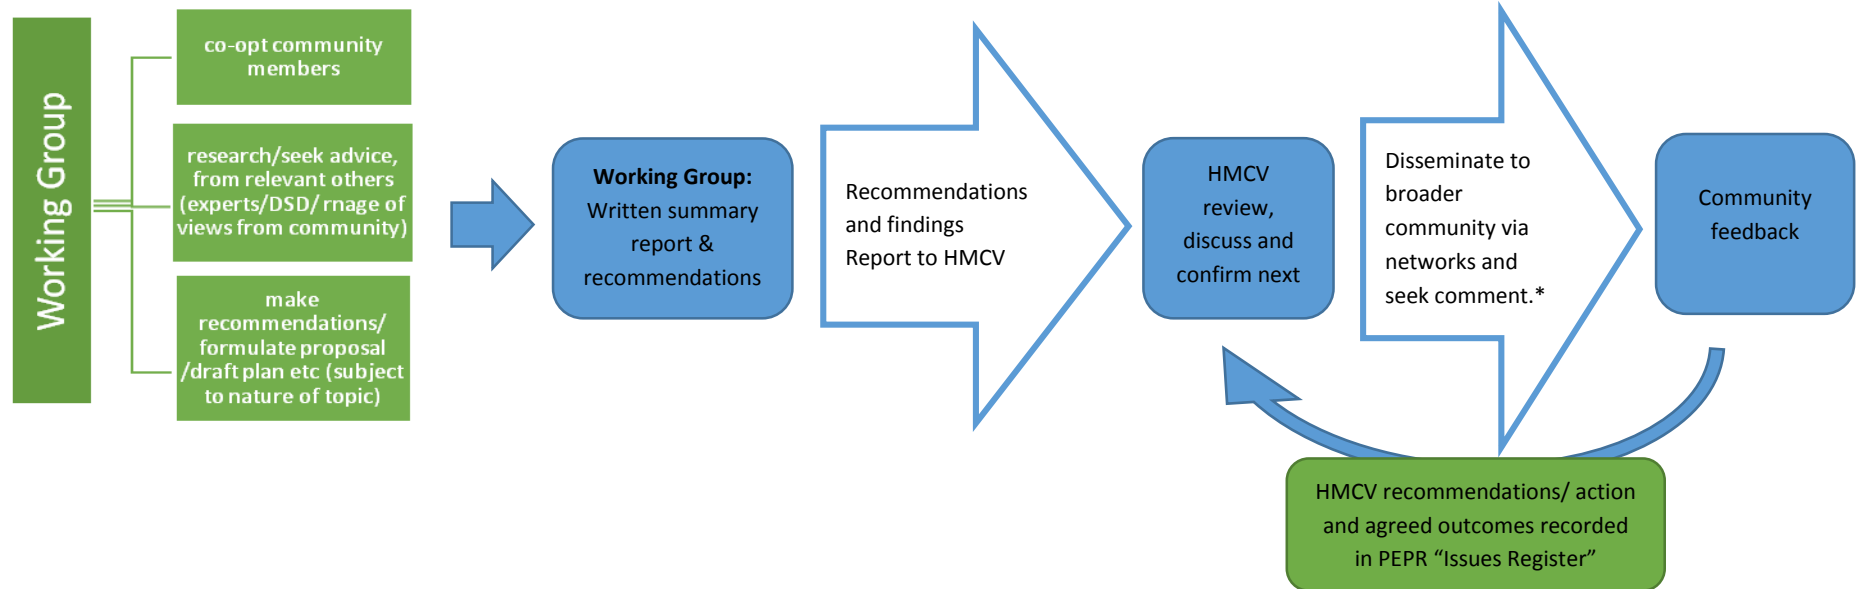 Working Group
co-opt community
members
research/seek advice,
from relevant others
(experts/DSD/ rnage of
views from community)
make
recommendations/
formulate proposal
/draft plan etc (subject
to nature of topic)
Working Group:
Written summary
report &
recommendations
Recommendations
and findings
Report to HMCV
HMCV
review,
discuss and
confirm next
Disseminate to
broader
community via
networks and
seek comment.*
Community
feedback
HMCV recommendations/ action
and agreed outcomes recorded
in PEPR “Issues Register”